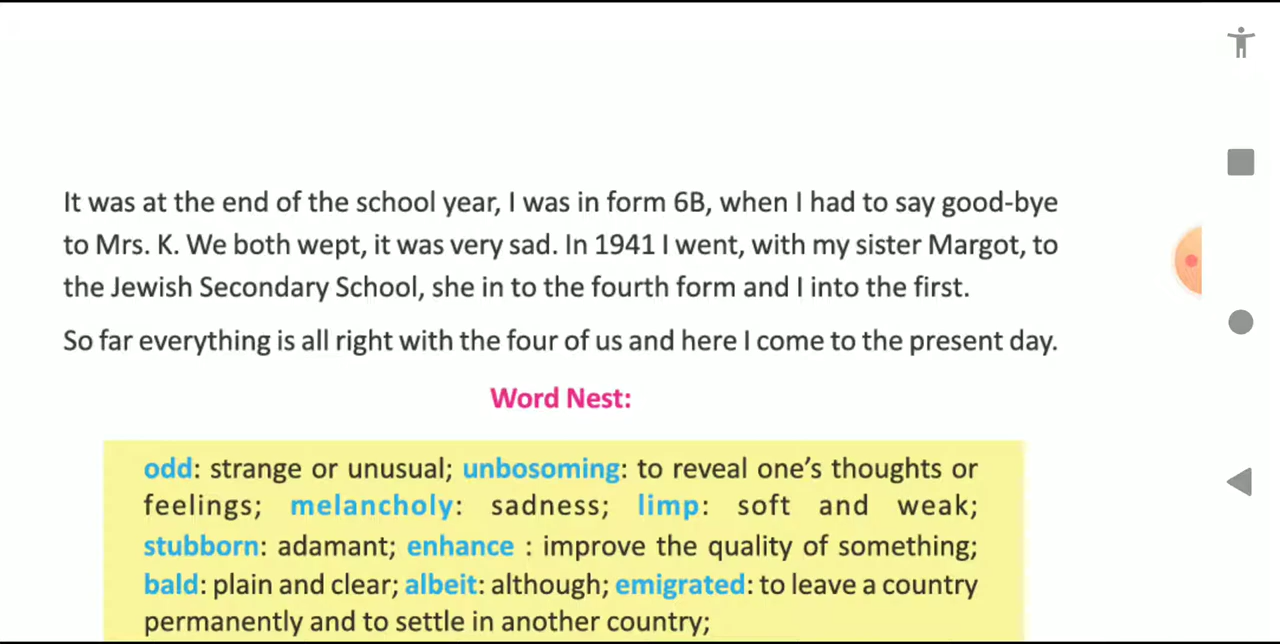 It was at the end of the school year, I was in form 6B, when I had to say good-bye
to Mrs. K. We both wept, it was very sad. In 1941 I went, with my sister Margot, to
the Jewish Secondary School, she in to the fourth form and I into the first.
So far everything is all right with the four of us and here I come to the present day.
Word Nest:
odd: strange or unusual; unbosoming: to reveal one’s thoughts or
feelings; melancholy: sadness; limp: soft and weak;
stubborn: adamant; enhance : improve the quality of something;
bald: plain and clear; albeit: although; emigrated: to leave a country
permanently and to settle in another country;